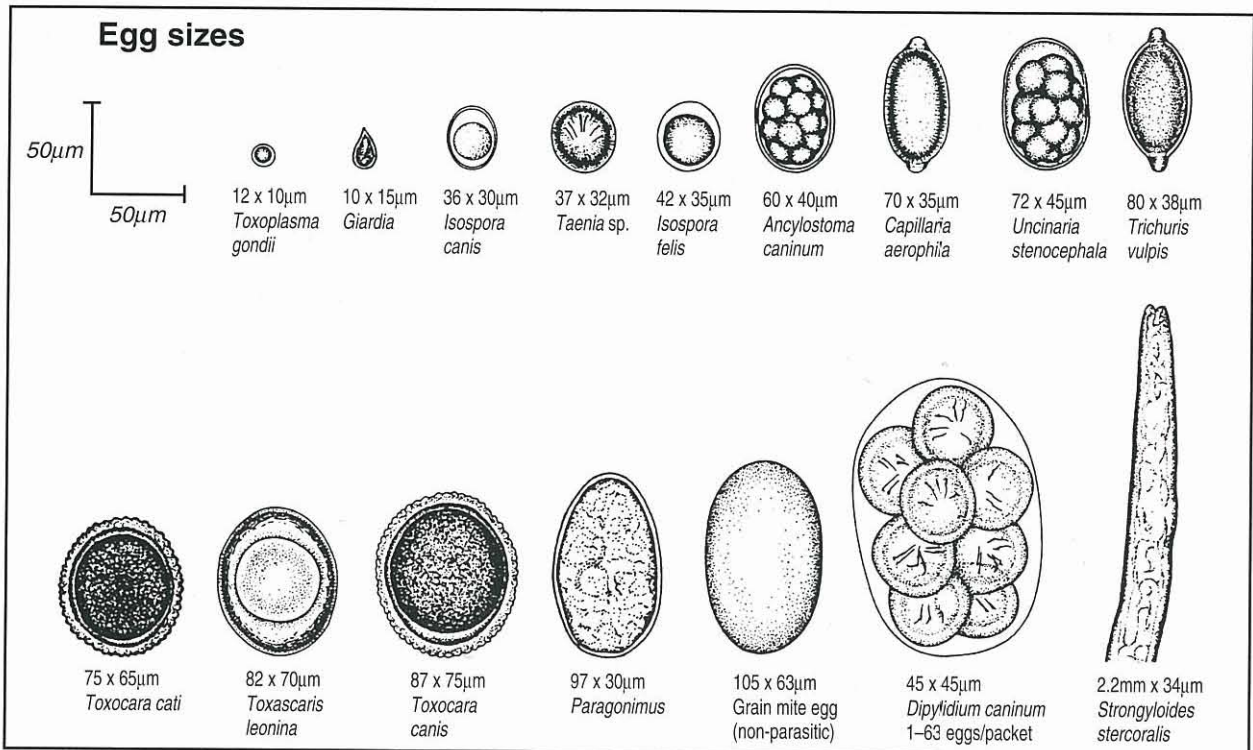 Egg sizes
50µm
50µm
12 x 10µm
Toxoplasma
gondii
10 x 15µm
Giardia
36 x 30µm
Isospora
canis
37 x 32µm
Taenia sp.
42 x 35µm
Isospora
felis
60 x 40µm
Ancylostoma
caninum
70 x 35µm
Capillaria
aerophila
72 x 45µm
Uncinaria
stenocephala
80 x 38µm
Trichuris
vulpis
75 x 65µm
Toxocara cati
82 x 70µm
Toxascaris
leonina
87 x 75µm
Toxocara
canis
97 x 30µm
Paragonimus
105 x 63µm
Grain mite egg
(non-parasitic)
45 x 45µm
Dipylidium caninum
1–63 eggs/packet
2.2mm x 34µm
Strongyloides
stercoralis